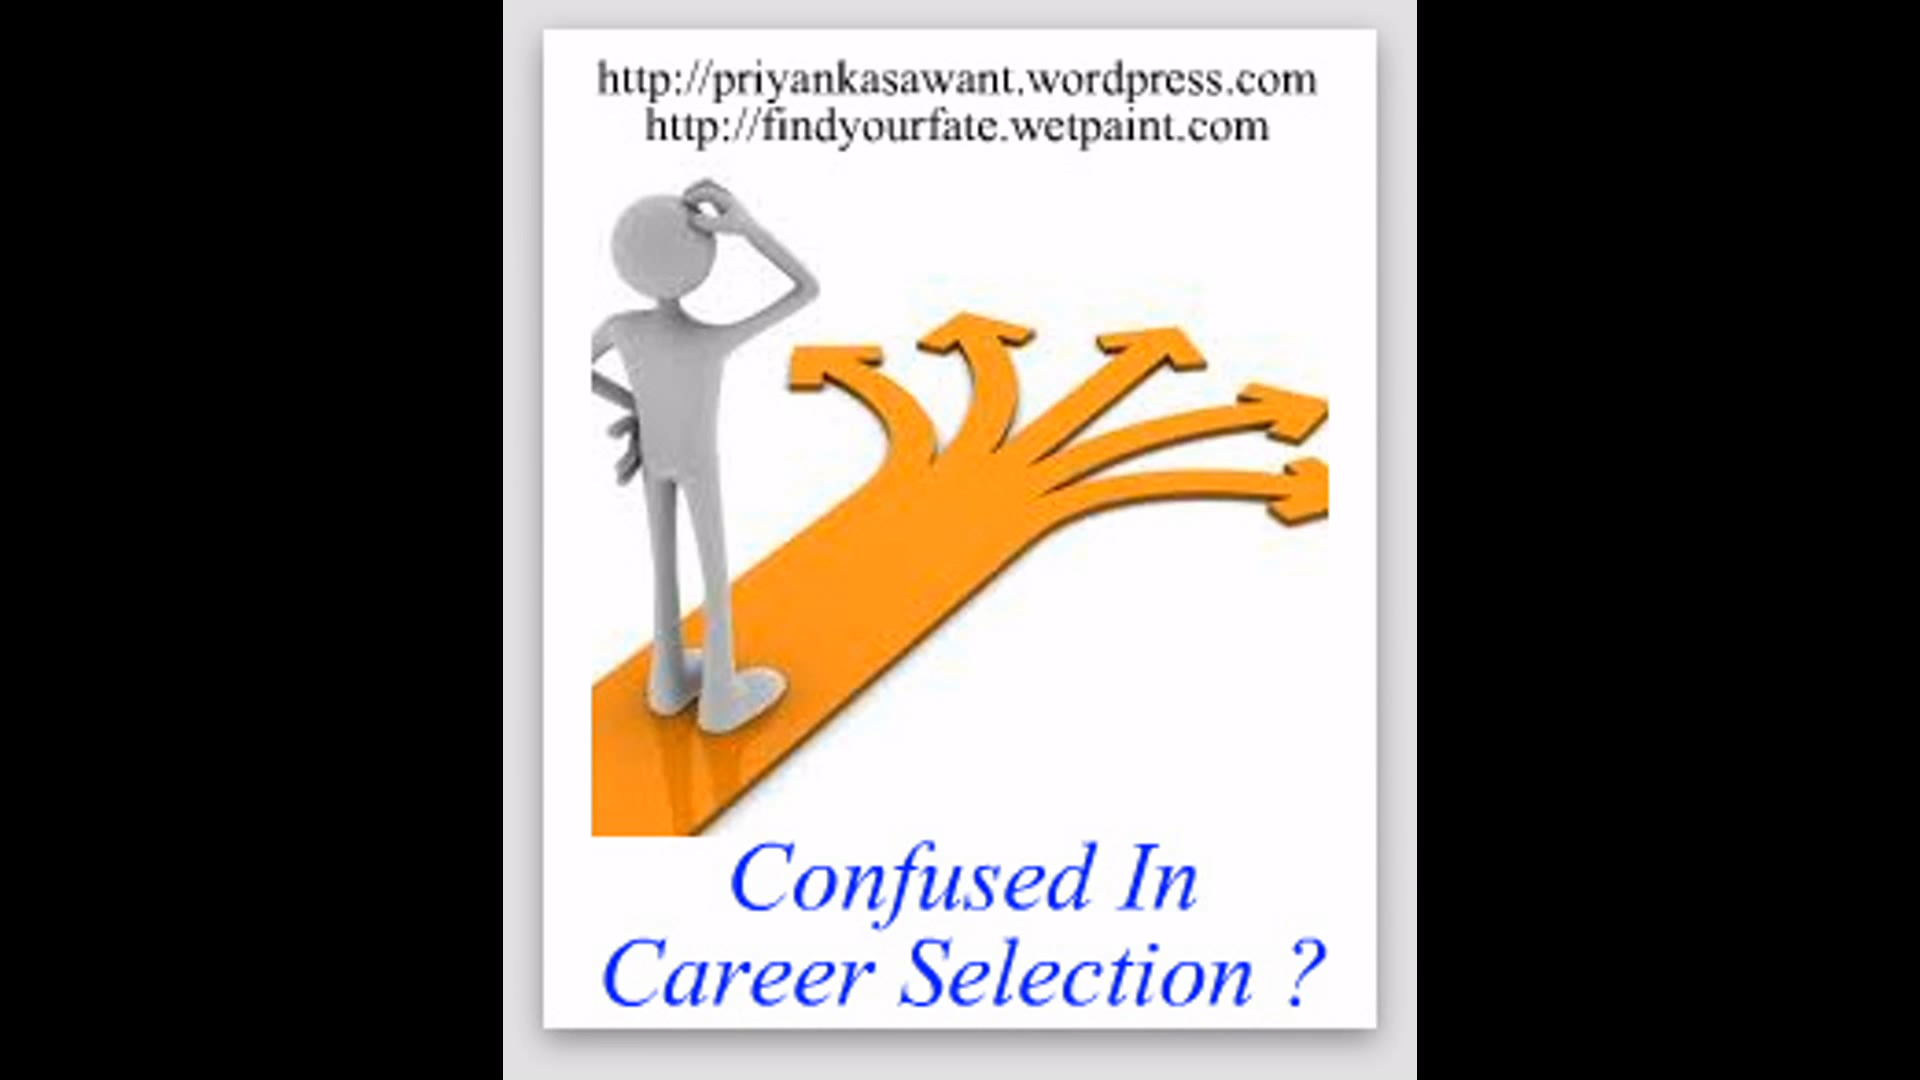 http://priyankasawant.wordpress.com
http://findyourfate.wetpaint.com
Confused In
Career Selection ?